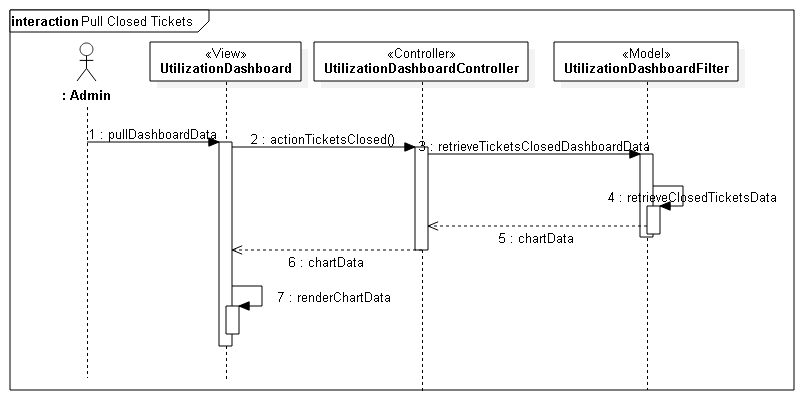 interaction Pull Closed Tickets
: Admin
«View»
UtilizationDashboard
«Controller»
UtilizationDashboardController
«Model»
UtilizationDashboardFilter
1 : pullDashboardData
2 : actionTicketsClosed()
3 : retrieveTicketsClosedDashboardData
4 : retrieveClosedTicketsData
5 : chartData
6 : chartData
7 : renderChartData